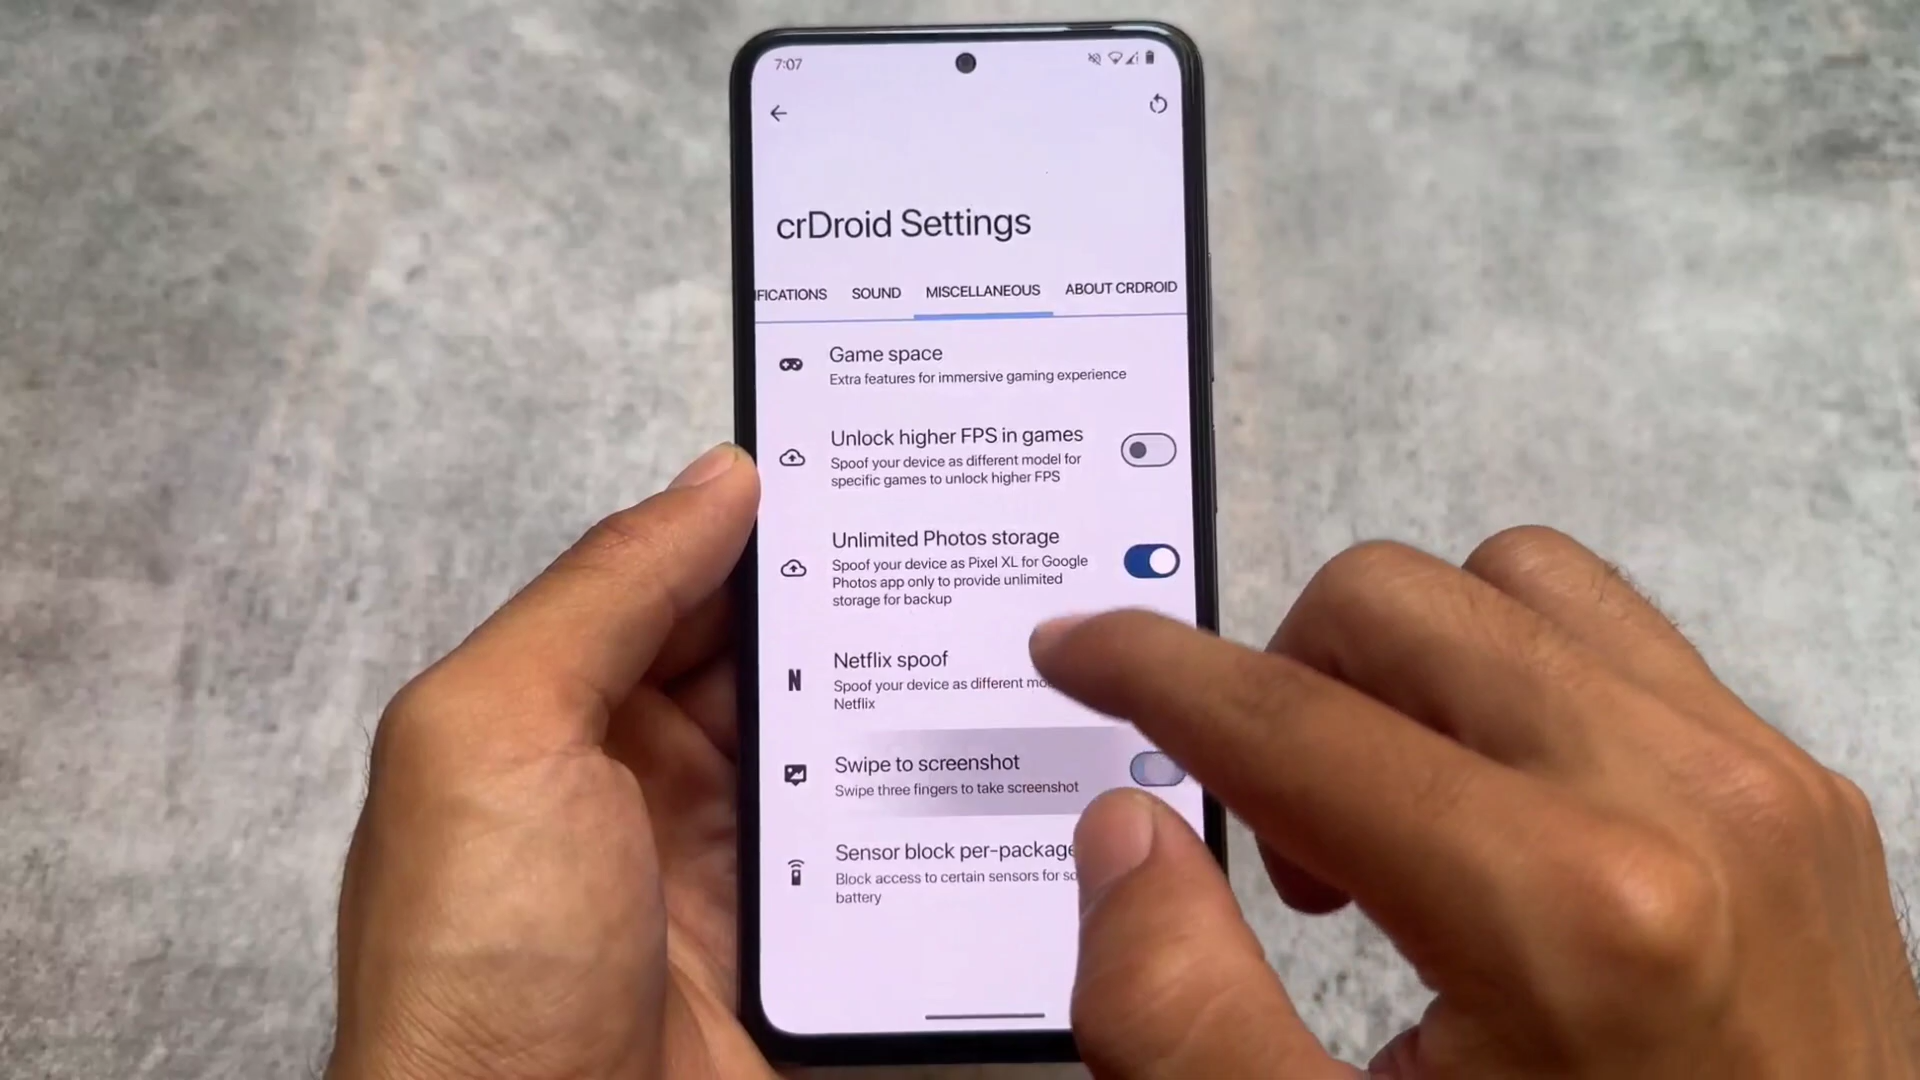 7:07
crDroid Settings
IFICATIONS SOUND MISCELLANEOUS ABOUT CRDROID
Game space
Extra features for immersive gaming experience
Unlock higher FPS in games
Spoof your device as different model for
specific games to unlock higher FPS
Unlimited Photos storage
Spoof your device as Pixel XL for Google
Photos app only to provide unlimited
storage for backup
Netflix spoof
Spoof your device as different
Netflix
N
Swipe to screenshot
Swipe three fingers to take screenshot
Sensor block per-package
Block access to certain sensors for
battery